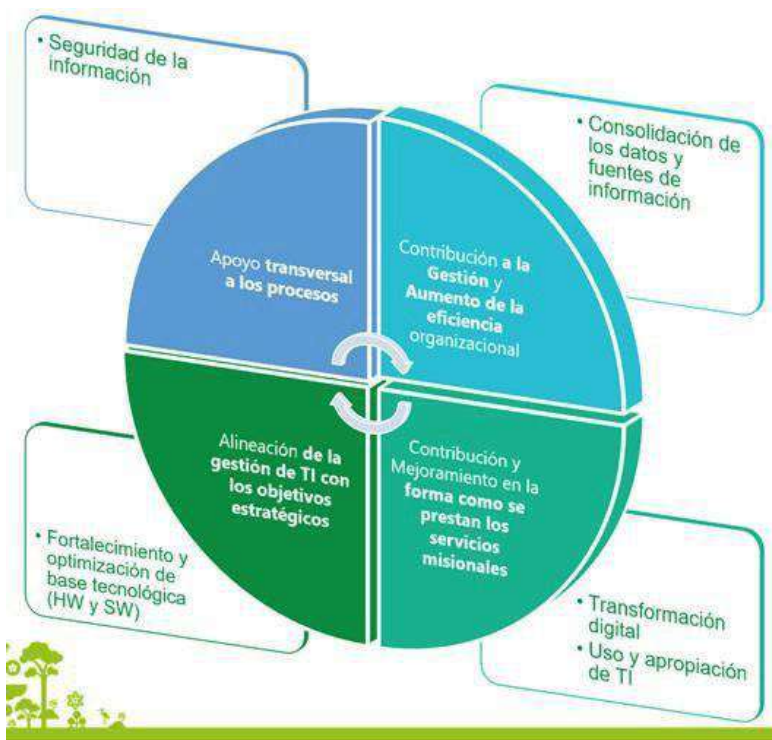 • Seguridad de la
información
• Consolidación de
los datos y
fuentes de
información
Apoyo transversal
a los procesos
Contribución a la
Gestión y
Aumento de la
eficiencia
organizacional
Alineación de la
gestión de TI con
los objetivos
estratégicos
Contribución y
Mejoramiento en la
forma como se
prestan los
servicios
misionales
• Fortalecimiento y
optimización de
base tecnológica
(HW y SW)
• Transformación
digital
• Uso y apropiación
de TI